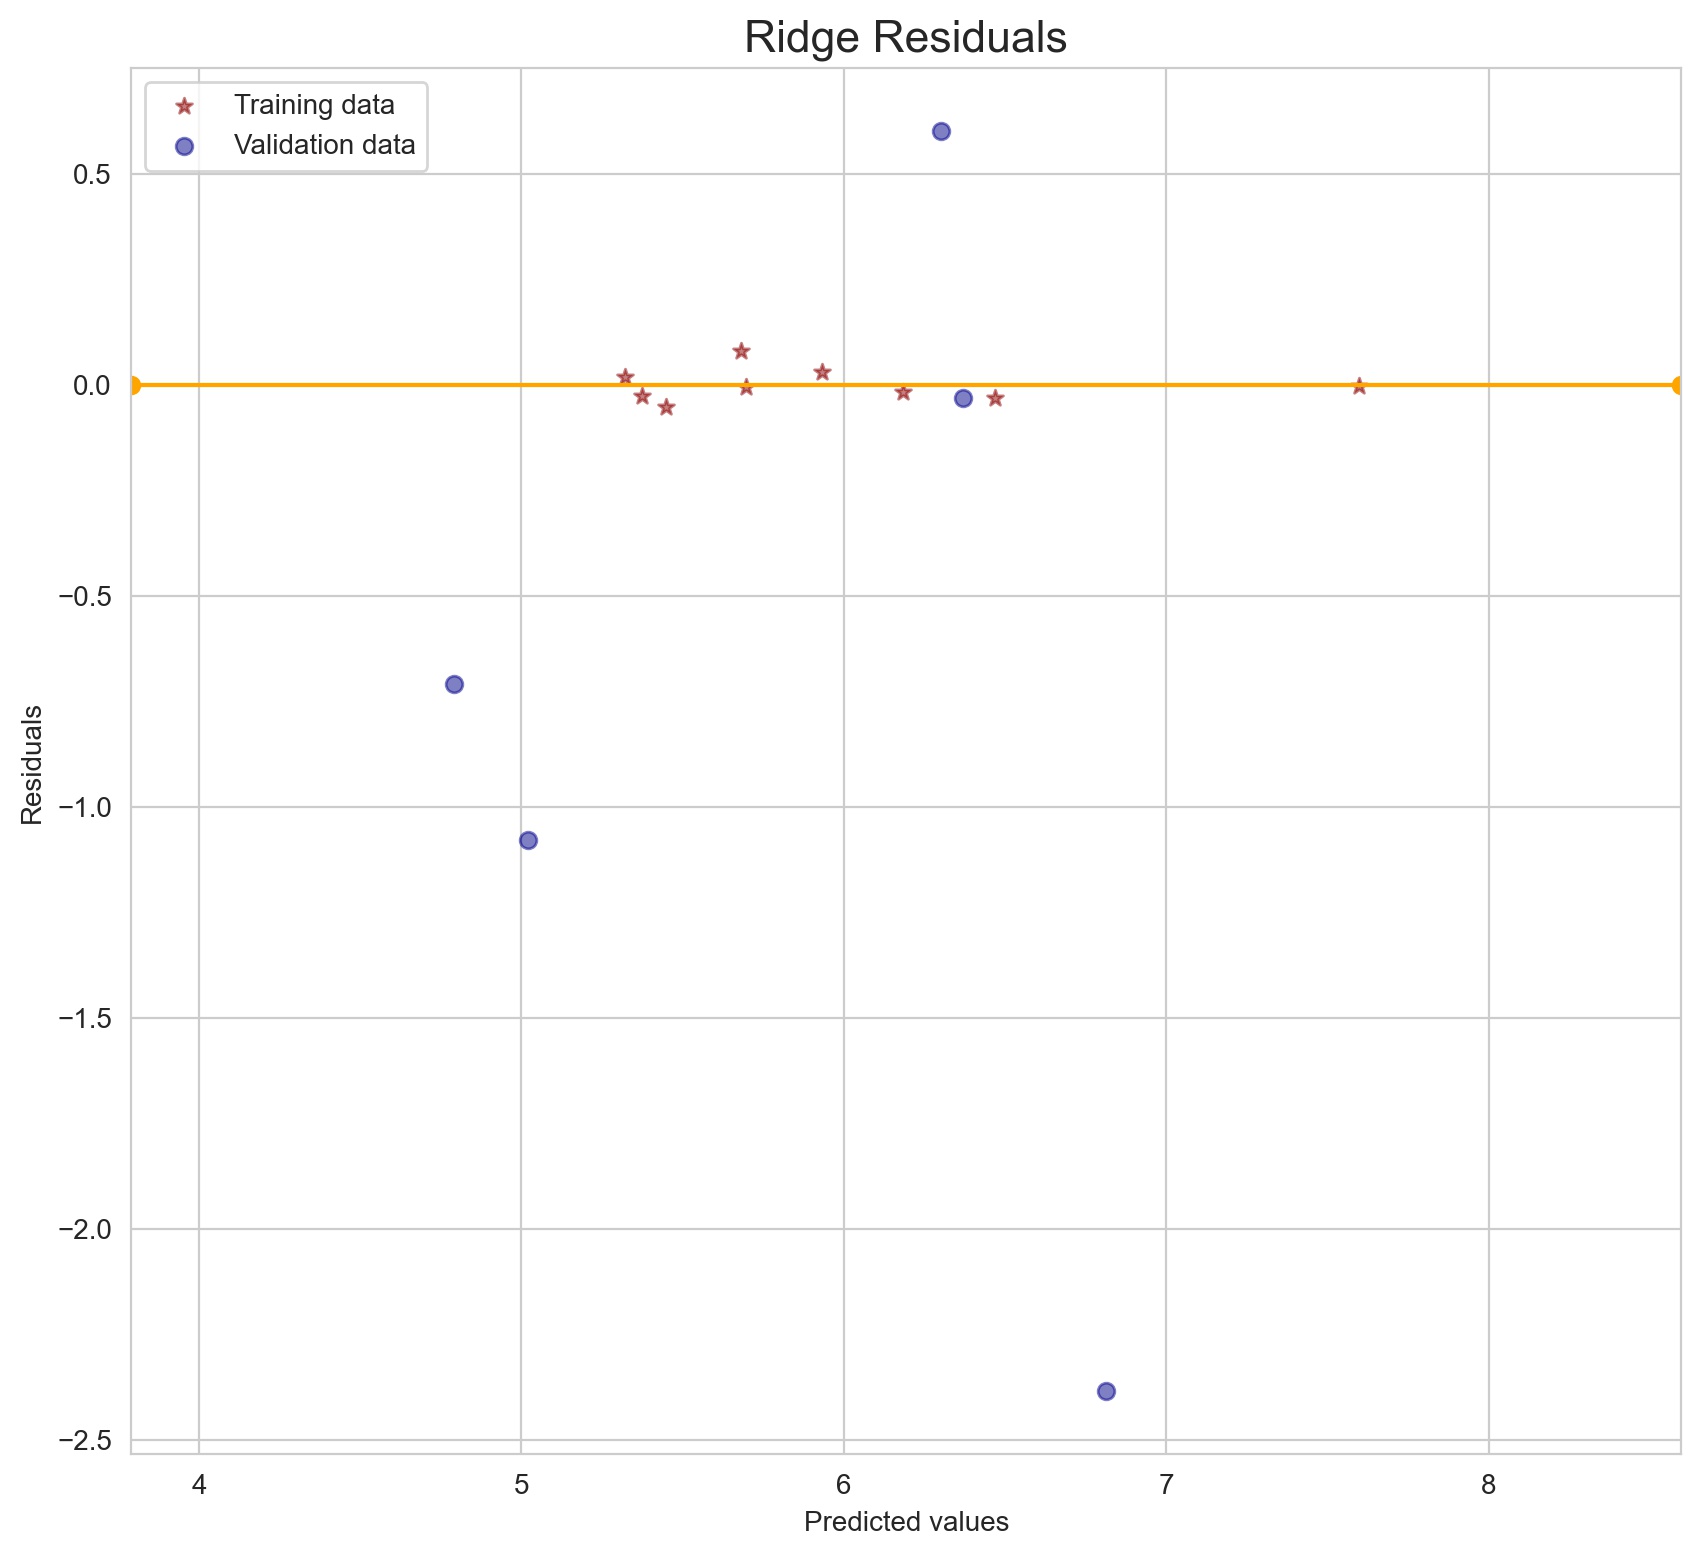 Ridge Residuals
Training data
Validation data
0.5
0.0
−0.5
−1.0
−1.5
−2.0
−2.5
Residuals
4 5 6 7 8
Predicted values